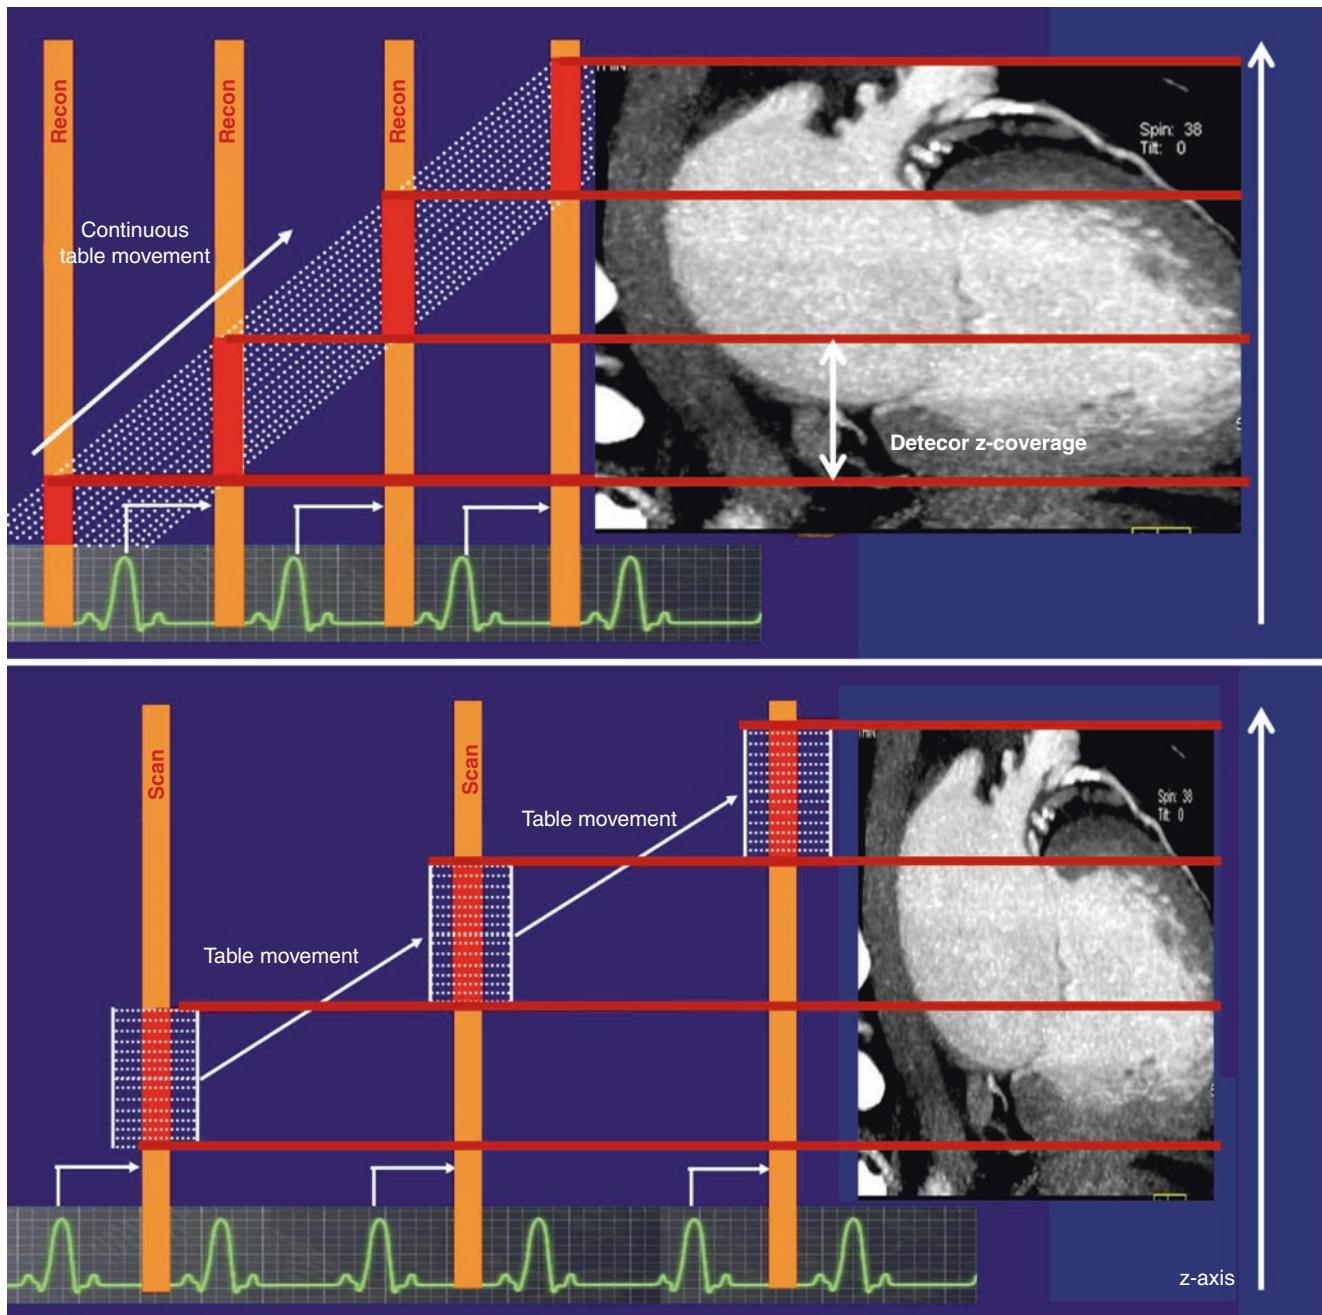 Recon
Recon
Recon
Spin: 38
Tilt: 0
Continuous
table movement
Detecor z-coverage
Scan
Scan
Table movement
Spin: 38
Tilt: 0
Table movement
z-axis